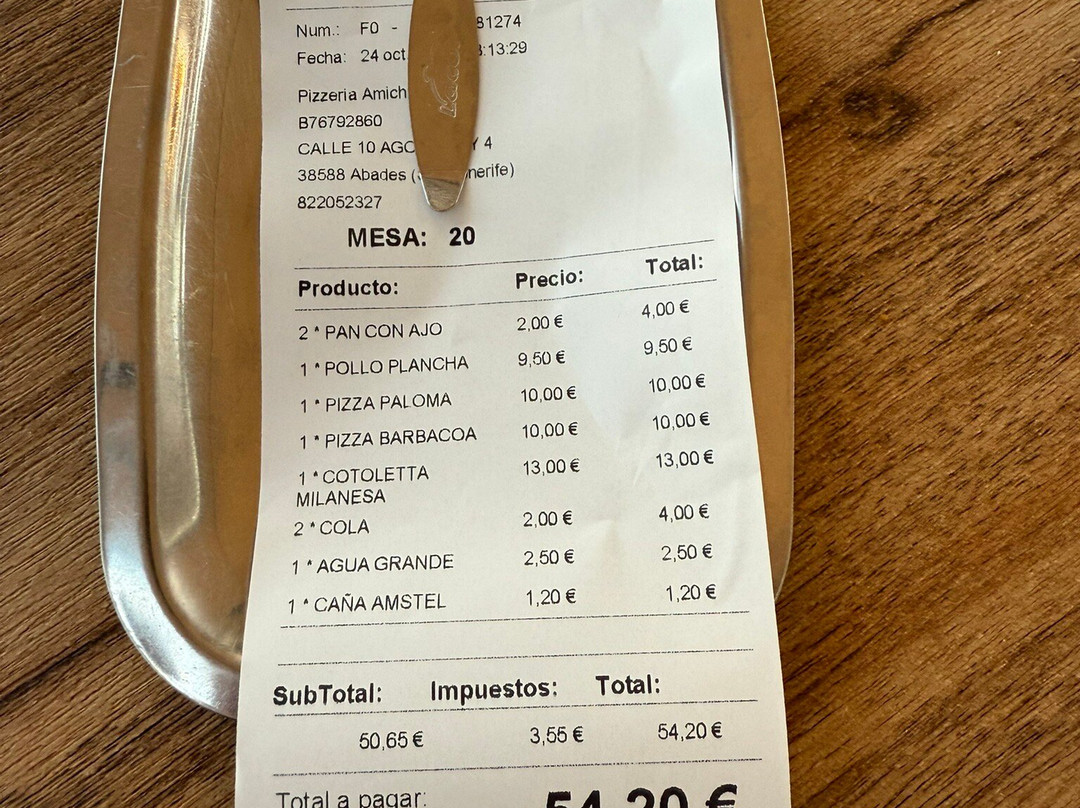 Num.: F0 - 81274
Fecha: 24 oct. :13:29
Pizzeria Amich
B76792860
CALLE 10 AGO Y 4
38588 Abades ( nerife)
822052327
MESA: 20
Producto: Precio: Total:
2 * PAN CON AJO 2,00 € 4,00 €
1 * POLLO PLANCHA 9,50 € 9,50 €
1 * PIZZA PALOMA 10,00 € 10,00 €
1 * PIZZA BARBACOA 10,00 € 10,00 €
1 * COTOLETTA 13,00 € 13,00 €
MILANESA
2 * COLA 2,00 € 4,00 €
1 * AGUA GRANDE 2,50 € 2,50 €
1 * CAÑA AMSTEL 1,20 € 1,20 €
SubTotal: Impuestos: Total:
50,65 € 3,55 € 54,20 €
Total a pagar: 54,20 €